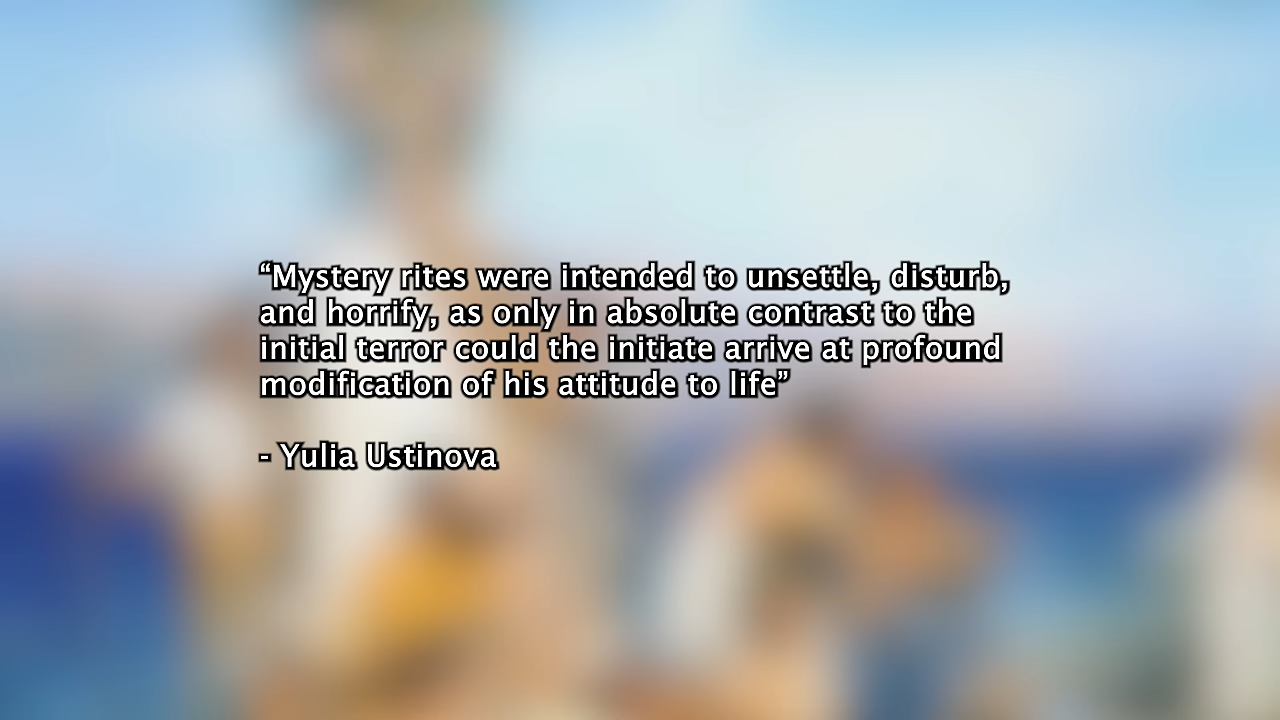 “Mystery rites were intended to unsettle, disturb,
and horrify, as only in absolute contrast to the
initial terror could the initiate arrive at profound
modification of his attitude to life”
- Yulia Ustinova